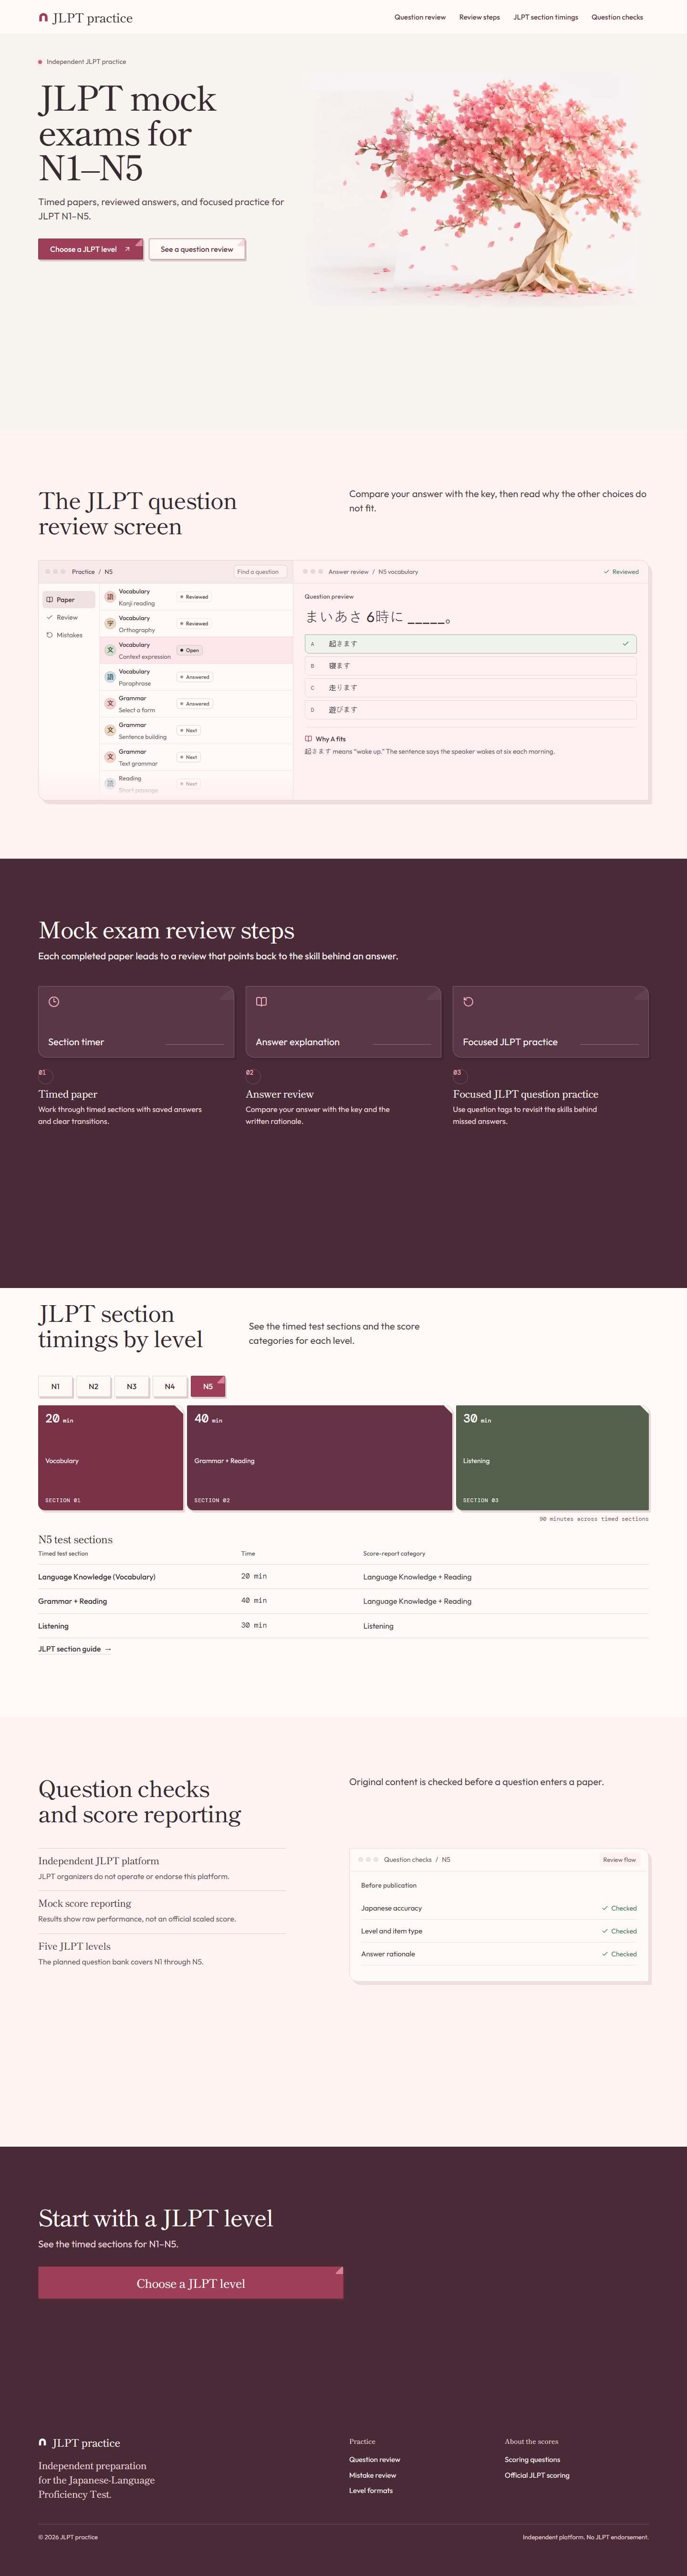 JLPT practice
Question review
Review steps
JLPT section timings
Question checks
Independent JLPT practice
JLPT mock
exams for
N1–N5
Timed papers, reviewed answers, and focused practice for
JLPT N1–N5.
Choose a JLPT level ↗
See a question review
The JLPT question
review screen
Compare your answer with the key, then read why the other choices do
not fit.
Practice / N5
Find a question
Paper
Review
Mistakes
語
Vocabulary
Kanji reading
Reviewed
字
Vocabulary
Orthography
Reviewed
文
Vocabulary
Context expression
Open
語
Vocabulary
Paraphrase
Answered
文
Grammar
Select a form
Answered
文
Grammar
Sentence building
Next
文
Grammar
Text grammar
Next
読
Reading
Short passage
Next
Answer review / N5 vocabulary
Reviewed
Question preview
まいあさ 6時に _____。
A 起きます
B 寝ます
C 走ります
D 遊びます
Why A fits
起きます means "wake up." The sentence says the speaker wakes at six each morning.
Mock exam review steps
Each completed paper leads to a review that points back to the skill behind an answer.
Section timer
01
Timed paper
Work through timed sections with saved answers
and clear transitions.
Answer explanation
02
Answer review
Compare your answer with the key and the
written rationale.
Focused JLPT practice
03
Focused JLPT question practice
Use question tags to revisit the skills behind
missed answers.
JLPT section
timings by level
See the timed test sections and the score
categories for each level.
N1
N2
N3
N4
N5
20 min
Vocabulary
SECTION 01
40 min
Grammar + Reading
SECTION 02
30 min
Listening
SECTION 03
90 minutes across timed sections
N5 test sections
Timed test section Time Score-report category
Language Knowledge (Vocabulary) 20 min Language Knowledge + Reading
Grammar + Reading 40 min Language Knowledge + Reading
Listening 30 min Listening
JLPT section guide →
Question checks
and score reporting
Original content is checked before a question enters a paper.
Independent JLPT platform
JLPT organizers do not operate or endorse this platform.
Mock score reporting
Results show raw performance, not an official scaled score.
Five JLPT levels
The planned question bank covers N1 through N5.
Question checks / N5
Review flow
Before publication
Japanese accuracy Checked
Level and item type Checked
Answer rationale Checked
Start with a JLPT level
See the timed sections for N1–N5.
Choose a JLPT level
JLPT practice
Independent preparation
for the Japanese-Language
Proficiency Test.
Practice
Question review
Mistake review
Level formats
About the scores
Scoring questions
Official JLPT scoring
© 2026 JLPT practice
Independent platform. No JLPT endorsement.